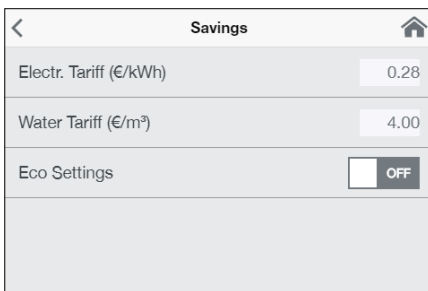 Savings
Electr. Tariff (€/kWh) 0.28
Water Tariff (€/m³) 4.00
Eco Settings OFF